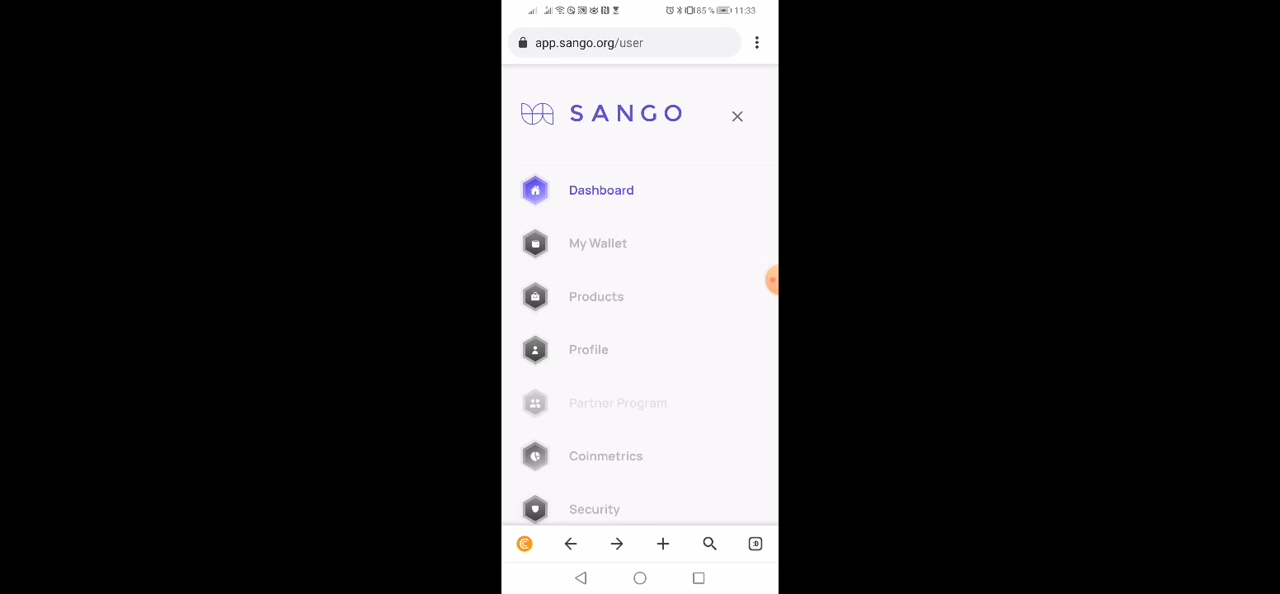 85 % 11:33
app.sango.org/user
SANGO
Dashboard
My Wallet
Products
Profile
Partner Program
Coinmetrics
Security